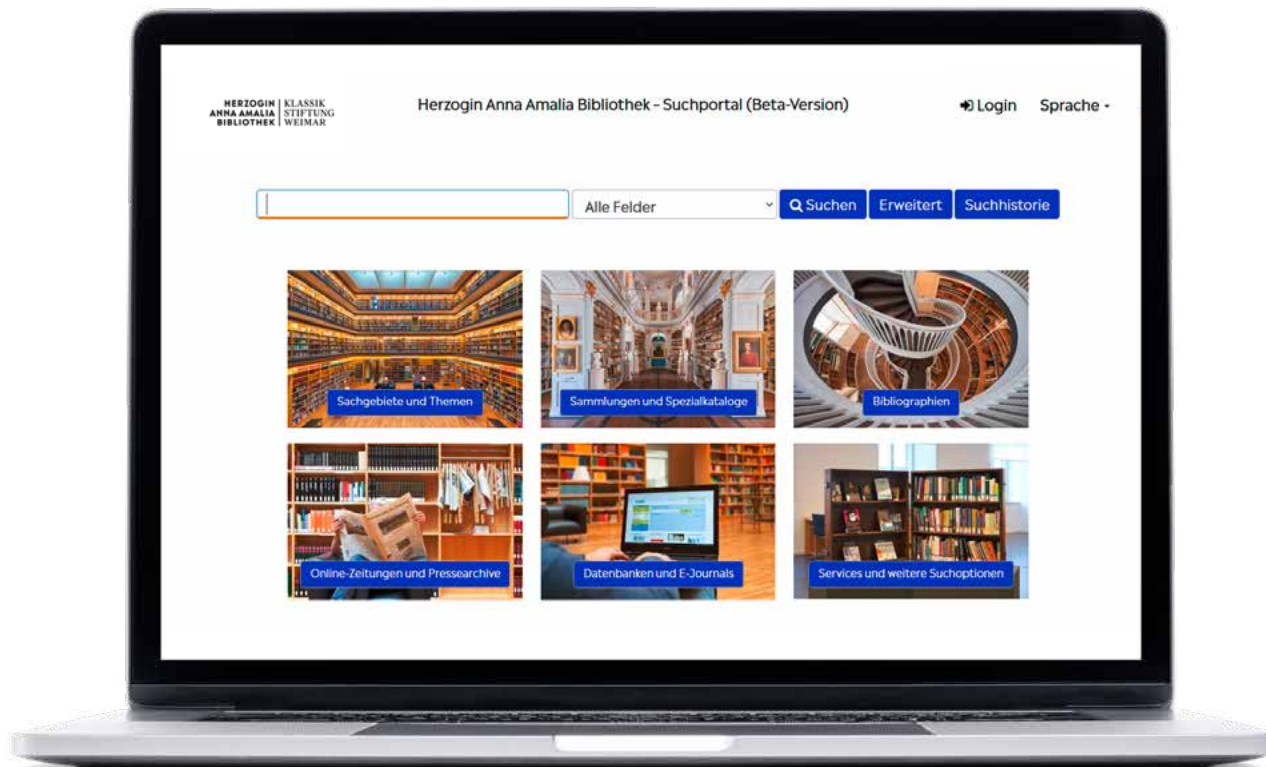 HERZOGIN
ANNA AMALIA
BIBLIOTHEK
KLASSIK
STIFTUNG
WEIMAR
Herzogin Anna Amalia Bibliothek – Suchportal (Beta-Version)
Login
Sprache
Alle Felder
Suchen
Erweitert
Suchhistorie
Sachgebiete und Themen
Sammlungen und Spezialkataloge
Bibliographien
Online-Zeitungen und Pressearchive
Datenbanken und E-Journals
Services und weitere Suchoptionen